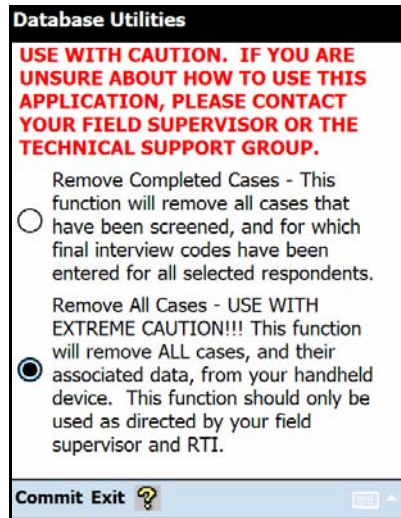 Database Utilities
USE WITH CAUTION. IF YOU ARE
UNSURE ABOUT HOW TO USE THIS
APPLICATION, PLEASE CONTACT
YOUR FIELD SUPERVISOR OR THE
TECHNICAL SUPPORT GROUP.
Remove Completed Cases - This
function will remove all cases that
have been screened, and for which
final interview codes have been
entered for all selected respondents.
Remove All Cases - USE WITH
EXTREME CAUTION!!! This function
will remove ALL cases, and their
associated data, from your handheld
device. This function should only be
used as directed by your field
supervisor and RTI.
Commit Exit ?